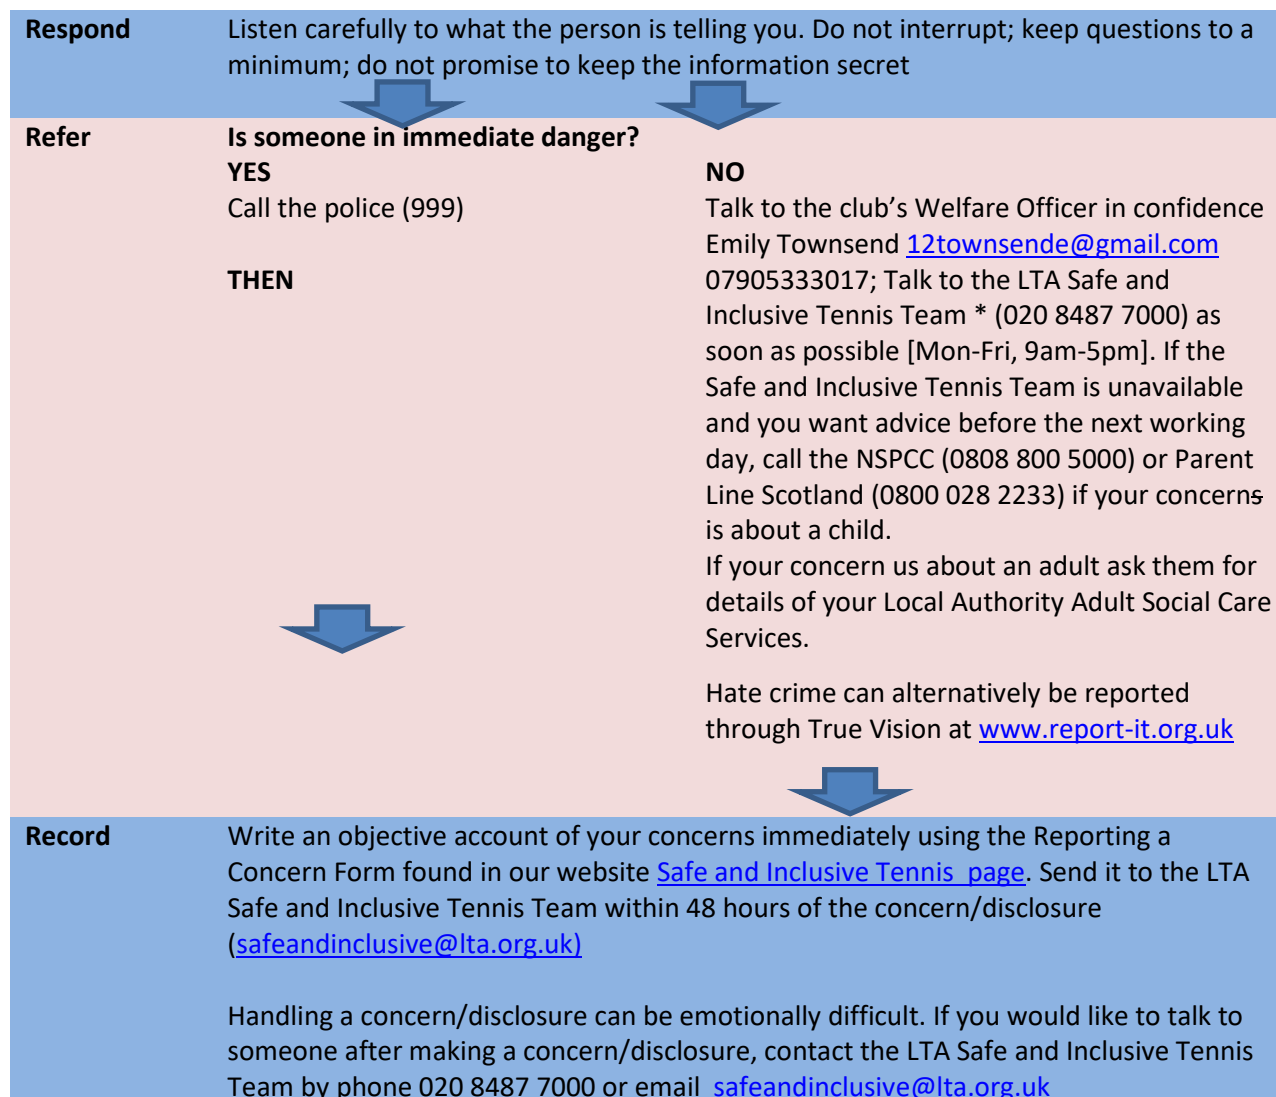 Respond
Listen carefully to what the person is telling you. Do not interrupt; keep questions to a
minimum; do not promise to keep the information secret
Refer
Is someone in immediate danger?
YES
Call the police (999)
THEN
NO
Talk to the club’s Welfare Officer in confidence
Emily Townsend 12townsende@gmail.com
07905333017; Talk to the LTA Safe and
Inclusive Tennis Team * (020 8487 7000) as
soon as possible [Mon-Fri, 9am-5pm]. If the
Safe and Inclusive Tennis Team is unavailable
and you want advice before the next working
day, call the NSPCC (0808 800 5000) or Parent
Line Scotland (0800 028 2233) if your concerns
is about a child.
If your concern us about an adult ask them for
details of your Local Authority Adult Social Care
Services.
Hate crime can alternatively be reported
through True Vision at www.report-it.org.uk
Record
Write an objective account of your concerns immediately using the Reporting a
Concern Form found in our website Safe and Inclusive Tennis  page. Send it to the LTA
Safe and Inclusive Tennis Team within 48 hours of the concern/disclosure
(safeandinclusive@lta.org.uk)
Handling a concern/disclosure can be emotionally difficult. If you would like to talk to
someone after making a concern/disclosure, contact the LTA Safe and Inclusive Tennis
Team by phone 020 8487 7000 or email  safeandinclusive@lta.org.uk